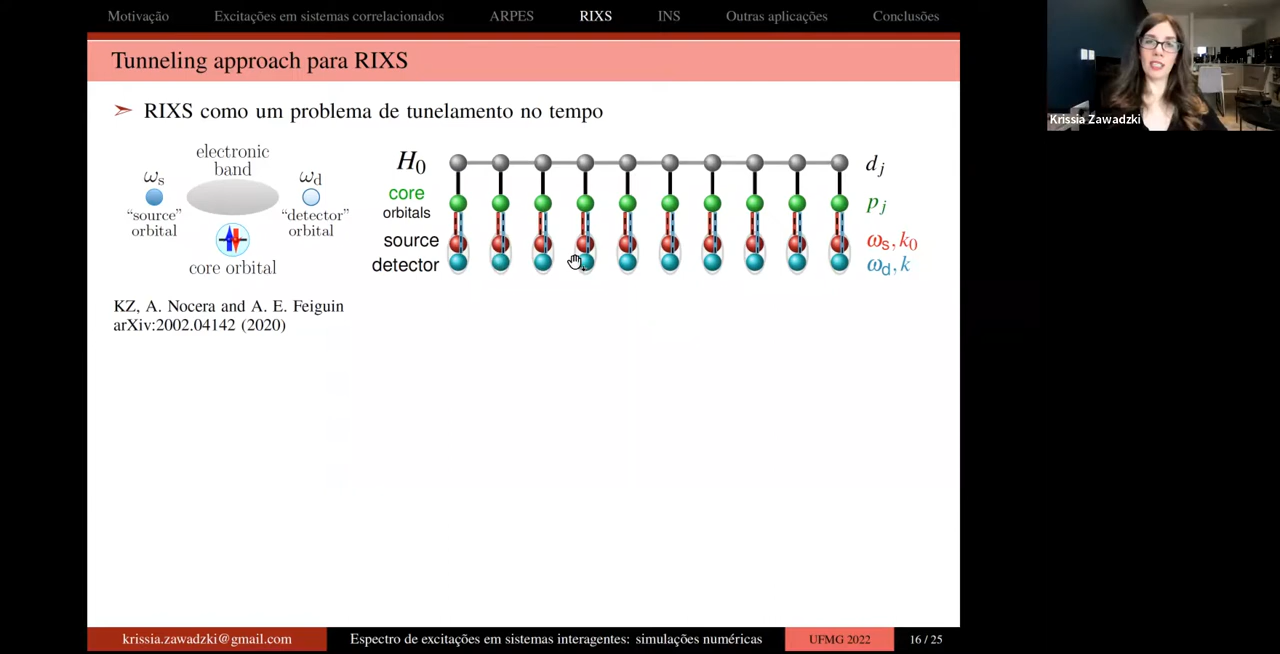 Motivação Excitações em sistemas correlacionados ARPES RIXS INS Outras aplicações Conclusões
Tunneling approach para RIXS
RIXS como um problema de tunelamento no tempo
electronic
band
ωs
ωd
"source"
orbital
"detector"
orbital
core orbital
H0
core
orbitals
source
detector
dj
pj
ωs, k0
ωd, k
KZ, A. Nocera and A. E. Feiguin
arXiv:2002.04142 (2020)
krissia.zawadzki@gmail.com Espectro de excitações em sistemas interagentes: simulações numéricas UFMG 2022 16 / 25
Krissia Zawadzki